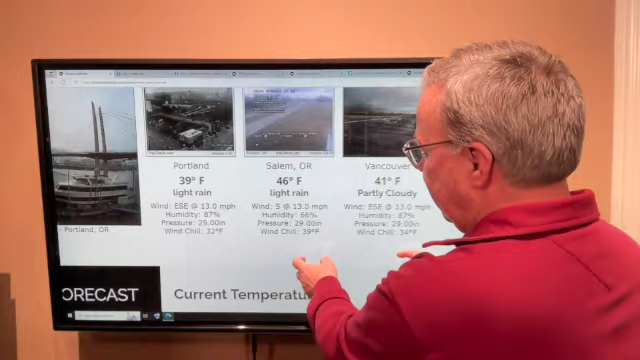 Portland
39° F
light rain
Wind: ESE @ 13.0 mph
Humidity: 87%
Pressure: 29.00in
Wind Chill: 32°F
Salem, OR
46° F
light rain
Wind: S @ 13.0 mph
Humidity: 66%
Pressure: 29.00in
Wind Chill: 39°F
Vancouver
41° F
Partly Cloudy
Wind: ESE @ 13.0 mph
Humidity: 87%
Pressure: 29.00in
Wind Chill: 34°F
- Portland, OR
ORECAST
Current Temperatu